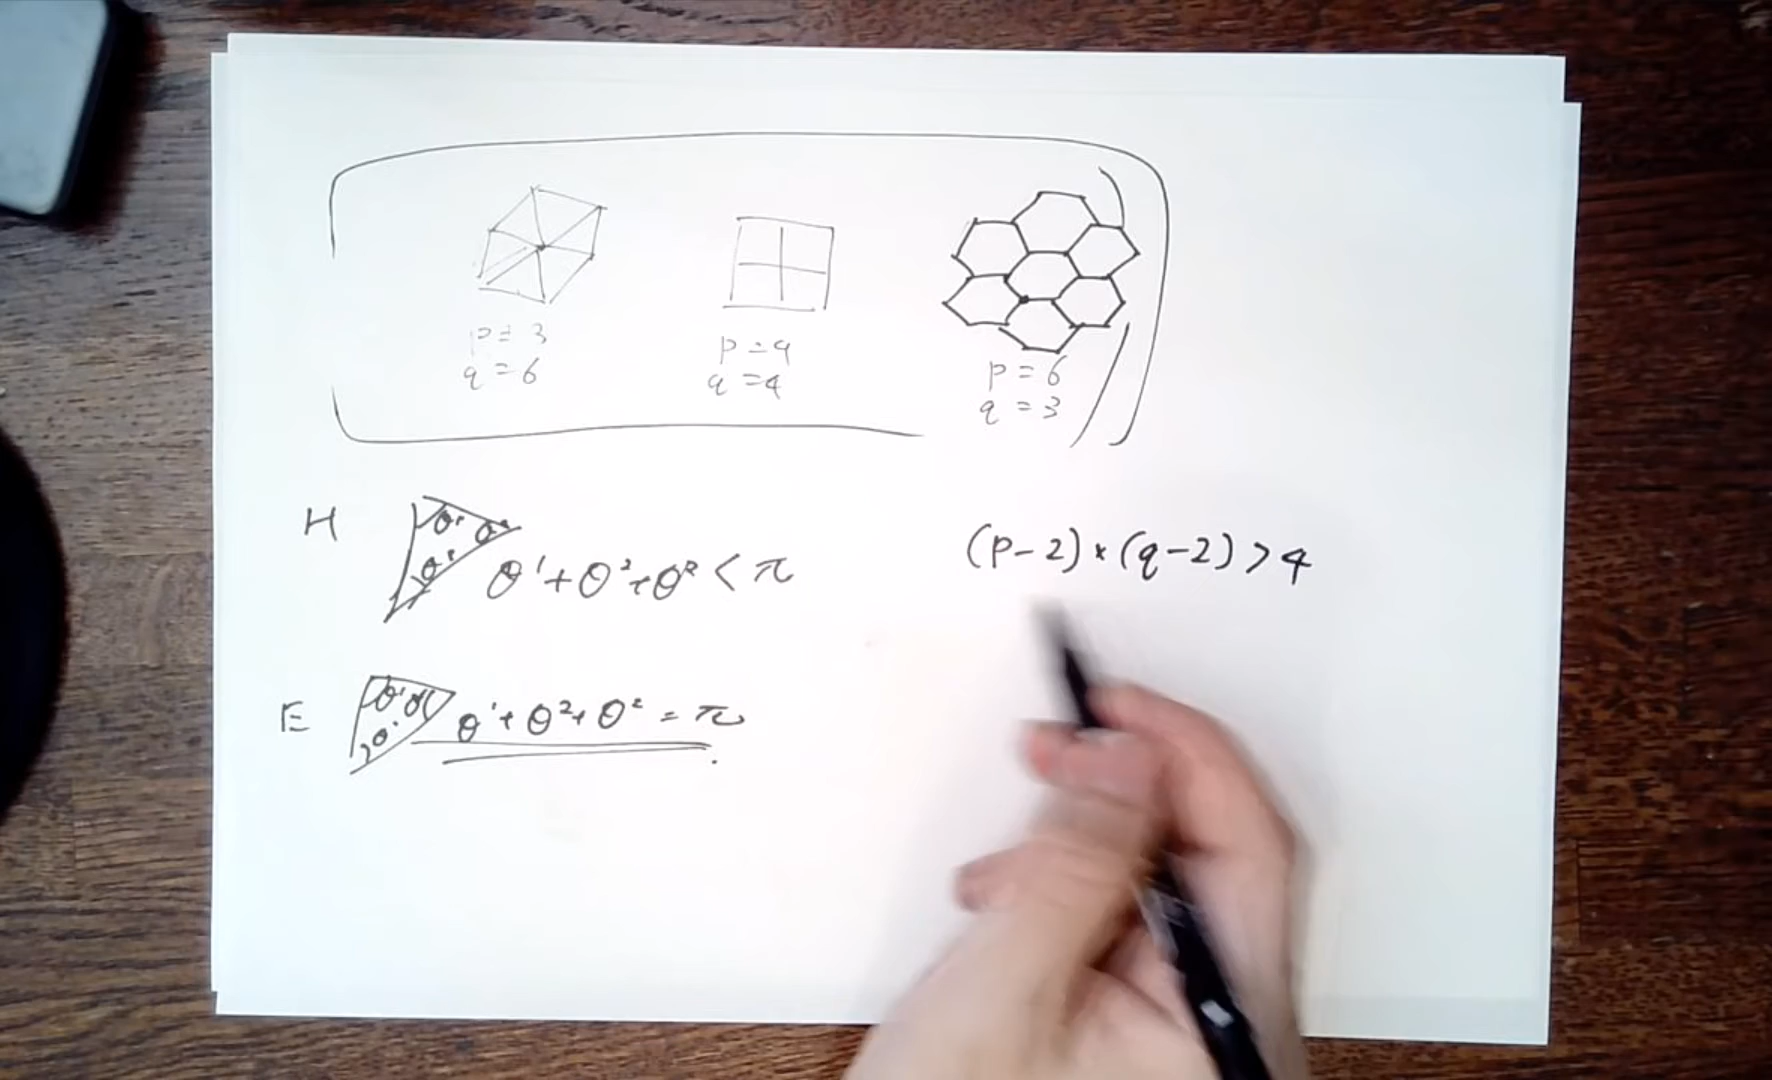 p = 3
q = 6
p = 4
q = 4
p = 6
q = 3
H
θ¹ + θ² + θ² < π
(p - 2) × (q - 2) > 4
E
θ¹ + θ² + θ² = π